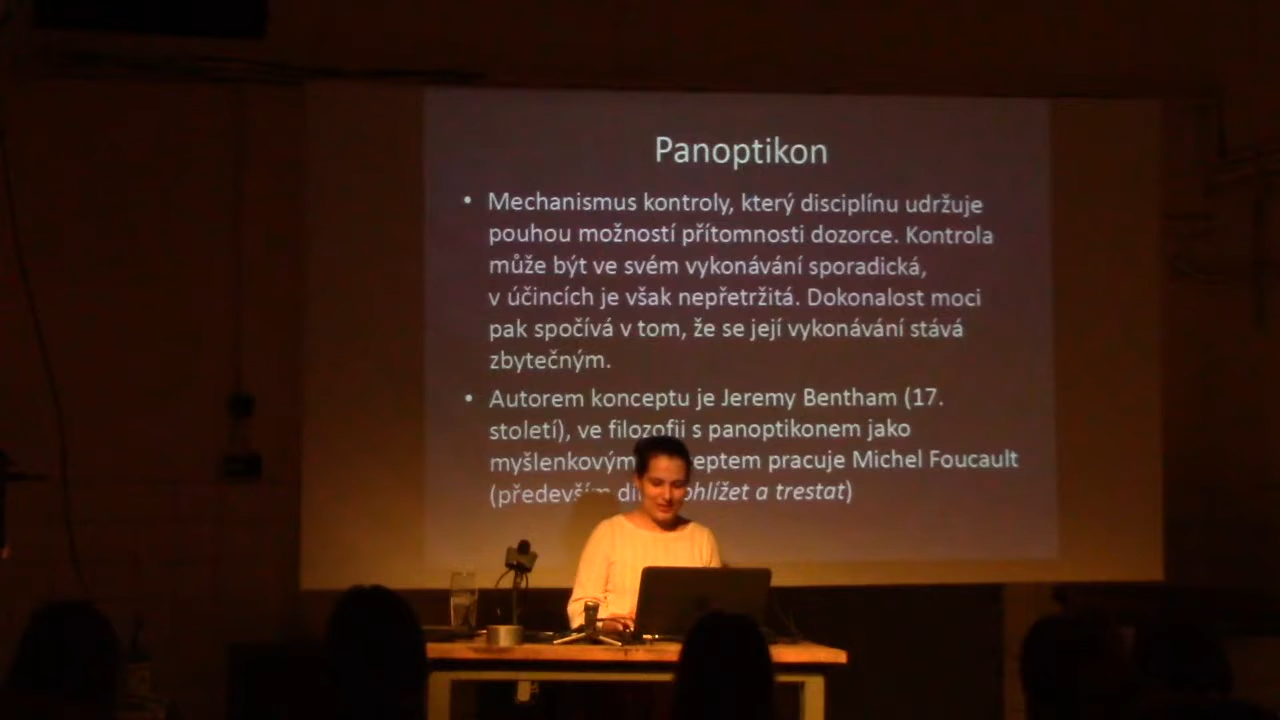 Panoptikon
• Mechanismus kontroly, který disciplínu udržuje
pouhou možností přítomnosti dozorce. Kontrola
může být ve svém vykonávání sporadická,
v účincích je však nepřetržitá. Dokonalost moci
pak spočívá v tom, že se její vykonávání stává
zbytečným.
• Autorem konceptu je Jeremy Bentham (17.
století), ve filozofii s panoptikonem jako
myšlenkovým pracuje Michel Foucault
(především a trestat)